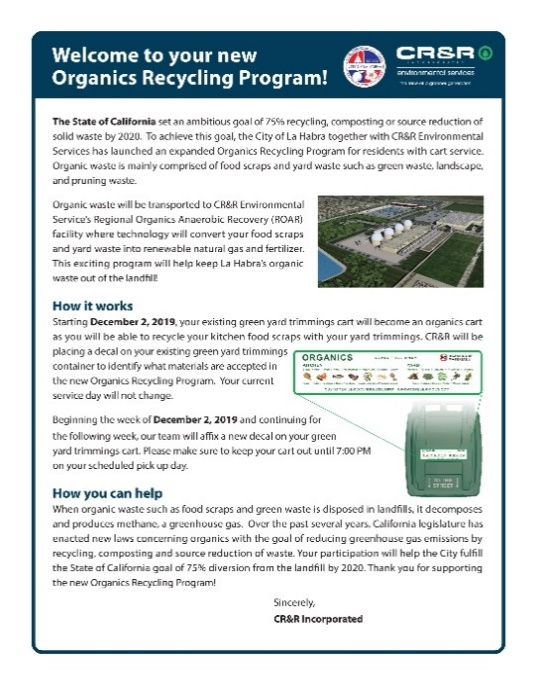 Welcome to your new
Organics Recycling Program!
CR&R
INCORPORATED
environmental services
The State of California set an ambitious goal of 75% recycling, composting or source reduction of
solid waste by 2020. To achieve this goal, the City of La Habra together with CR&R Environmental
Services has launched an expanded Organics Recycling Program for residents with cart service.
Organic waste is mainly comprised of food scraps and yard waste such as green waste, landscape,
and pruning waste.
Organic waste will be transported to CR&R Environmental
Service's Regional Organics Anaerobic Recovery (ROAR)
facility where technology will convert your food scraps
and yard waste into renewable natural gas and fertilizer.
This exciting program will help keep La Habra's organic
waste out of the landfill!
How it works
Starting December 2, 2019, your existing green yard trimmings cart will become an organics cart
as you will be able to recycle your kitchen food scraps with your yard trimmings. CR&R will be
placing a decal on your existing green yard trimmings
container to identify what materials are accepted in
the new Organics Recycling Program. Your current
service day will not change.
ORGANICS
Beginning the week of December 2, 2019 and continuing for
the following week, our team will affix a new decal on your green
yard trimmings cart. Please make sure to keep your cart out until 7:00 PM
on your scheduled pick up day.
How you can help
When organic waste such as food scraps and green waste is disposed in landfills, it decomposes
and produces methane, a greenhouse gas. Over the past several years, California legislature has
enacted new laws concerning organics with the goal of reducing greenhouse gas emissions by
recycling, composting and source reduction of waste. Your participation will help the City fulfill
the State of California goal of 75% diversion from the landfill by 2020. Thank you for supporting
the new Organics Recycling Program!
Sincerely,
CR&R Incorporated